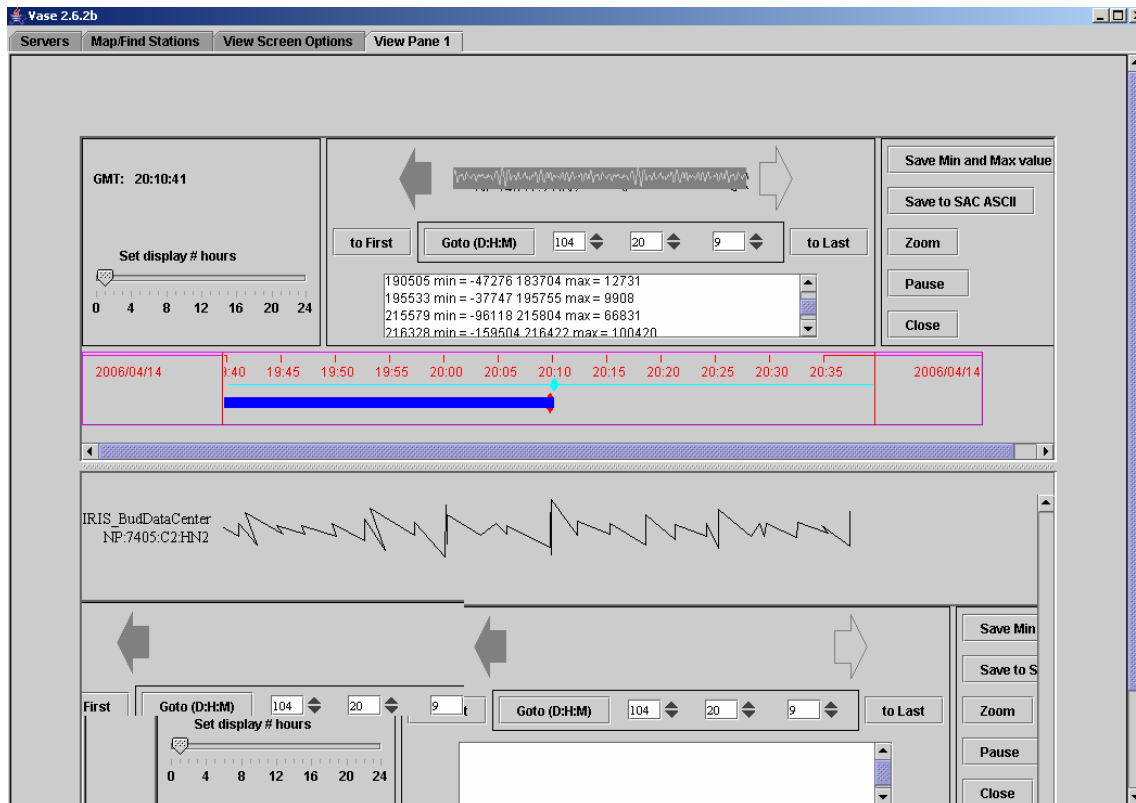 Vase 2.6.2b
Servers Map/Find Stations View Screen Options View Pane 1
GMT: 20:10:41
Set display # hours
0 4 8 12 16 20 24
to First Goto (D:H:M) 104 20 9 to Last
190505 min = -47276 183704 max = 12731
195533 min = -37747 195755 max = 9908
215579 min = -96118 215804 max = 66831
216328 min = -159504 216422 max = 100420
Save Min and Max value
Save to SAC ASCII
Zoom
Pause
Close
2006/04/14 :40 19:45 19:50 19:55 20:00 20:05 20:10 20:15 20:20 20:25 20:30 20:35 2006/04/14
IRIS_BudDataCenter
NP:7405:C2:HN2
First Goto (D:H:M) 104 20 9
Set display # hours
0 4 8 12 16 20 24
t Goto (D:H:M) 104 20 9 to Last
Save Min
Save to S
Zoom
Pause
Close